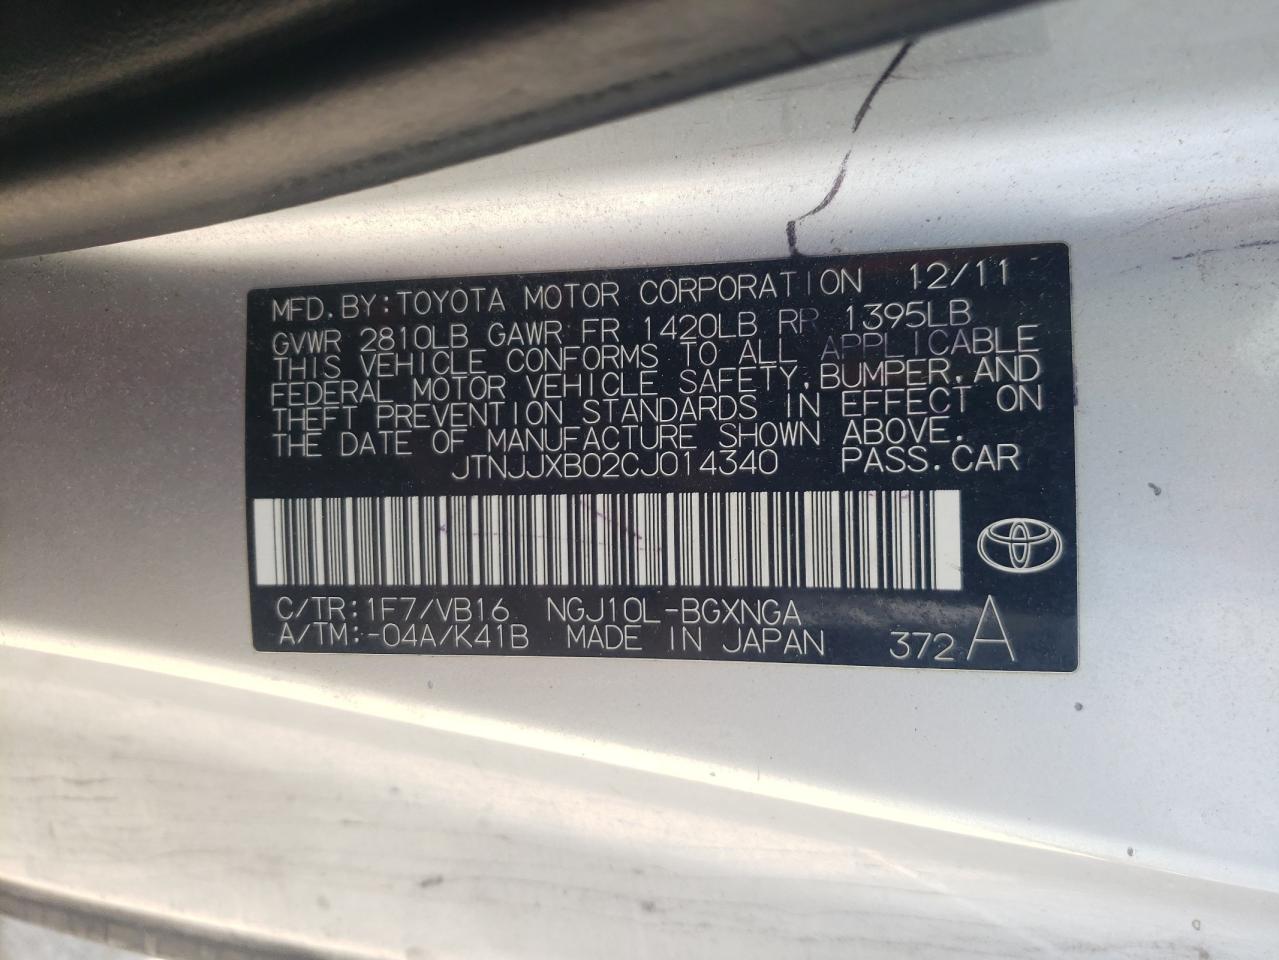 MFD. BY: TOYOTA MOTOR CORPORATION 12/11
GVWR 2810LB GAWR FR 1420LB RR 1395LB
THIS VEHICLE CONFORMS TO ALL APPLICABLE
FEDERAL MOTOR VEHICLE SAFETY, BUMPER, AND
THEFT PREVENTION STANDARDS IN EFFECT ON
THE DATE OF MANUFACTURE SHOWN ABOVE.
JTNJJXB02CJ014340 PASS. CAR
C/TR: 1F7/VB16 NGJ10L-BGXNGA
A/TM: -04A/K41B MADE IN JAPAN 372 A